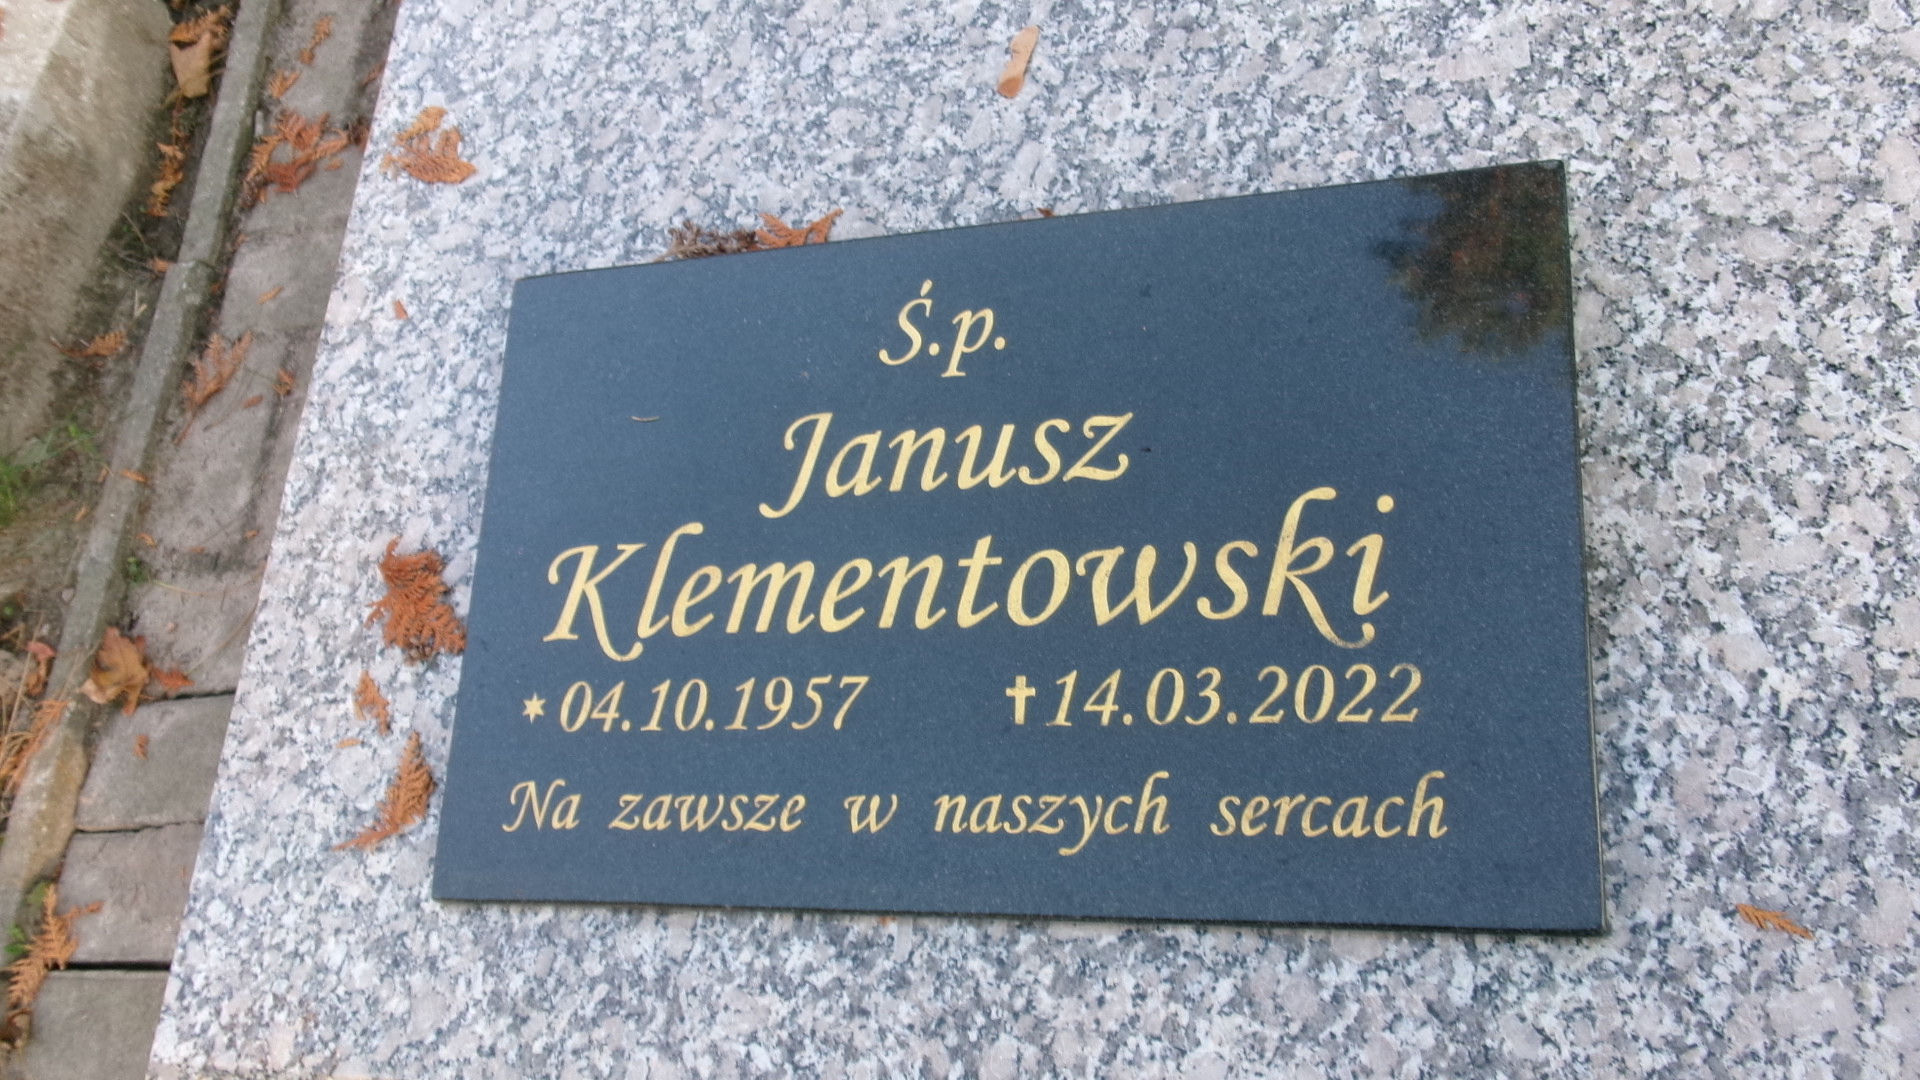 Ś.p.
Janusz
Klementowski
✶04.10.1957 ✝14.03.2022
Na zawsze w naszych sercach